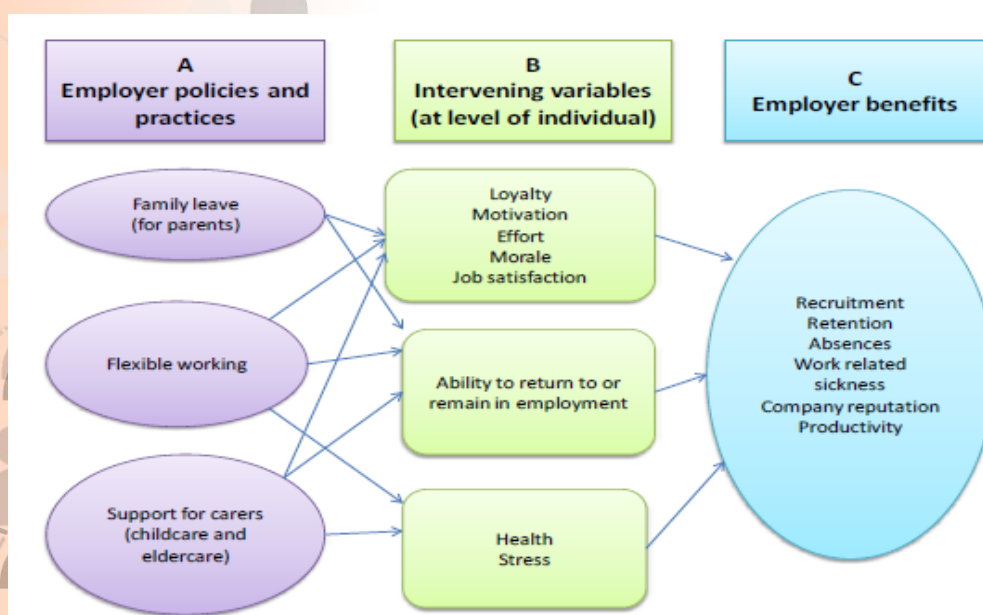 A
Employer policies and
practices
B
Intervening variables
(at level of individual)
C
Employer benefits
Family leave
(for parents)
Flexible working
Support for carers
(childcare and
eldercare)
Loyalty
Motivation
Effort
Morale
Job satisfaction
Ability to return to or
remain in employment
Health
Stress
Recruitment
Retention
Absences
Work related
sickness
Company reputation
Productivity